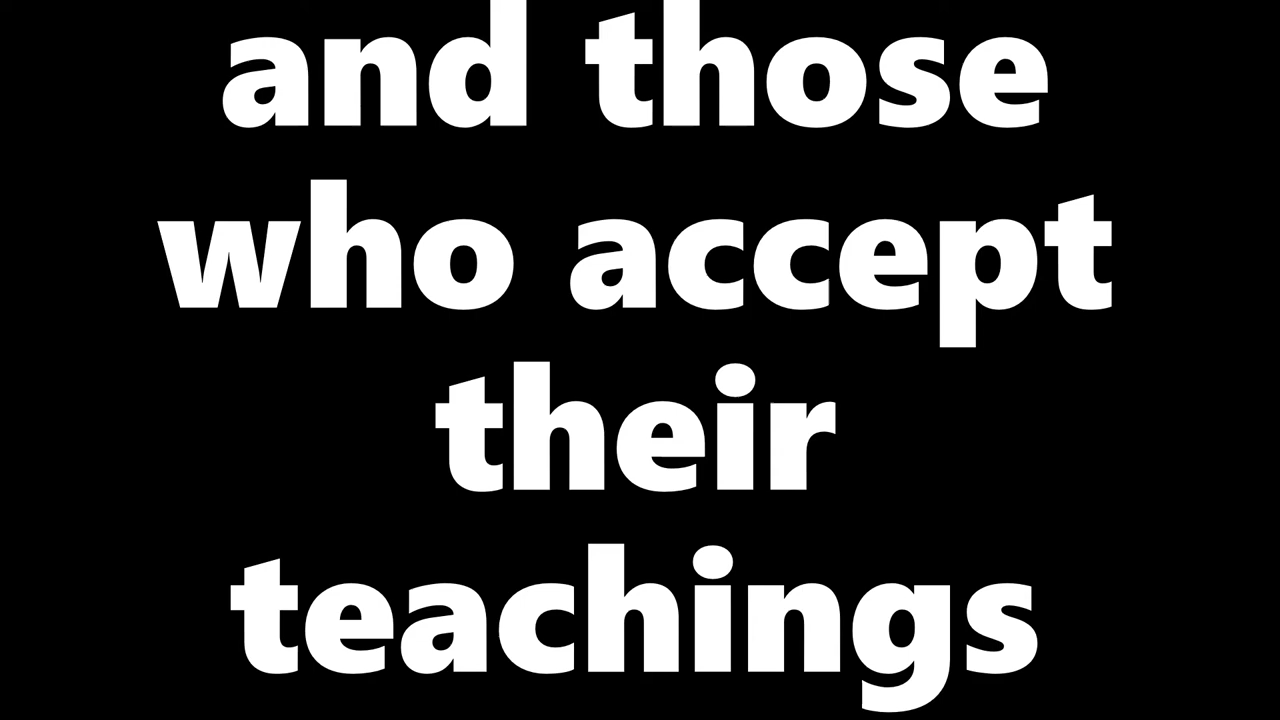 and those
who accept
their
teachings